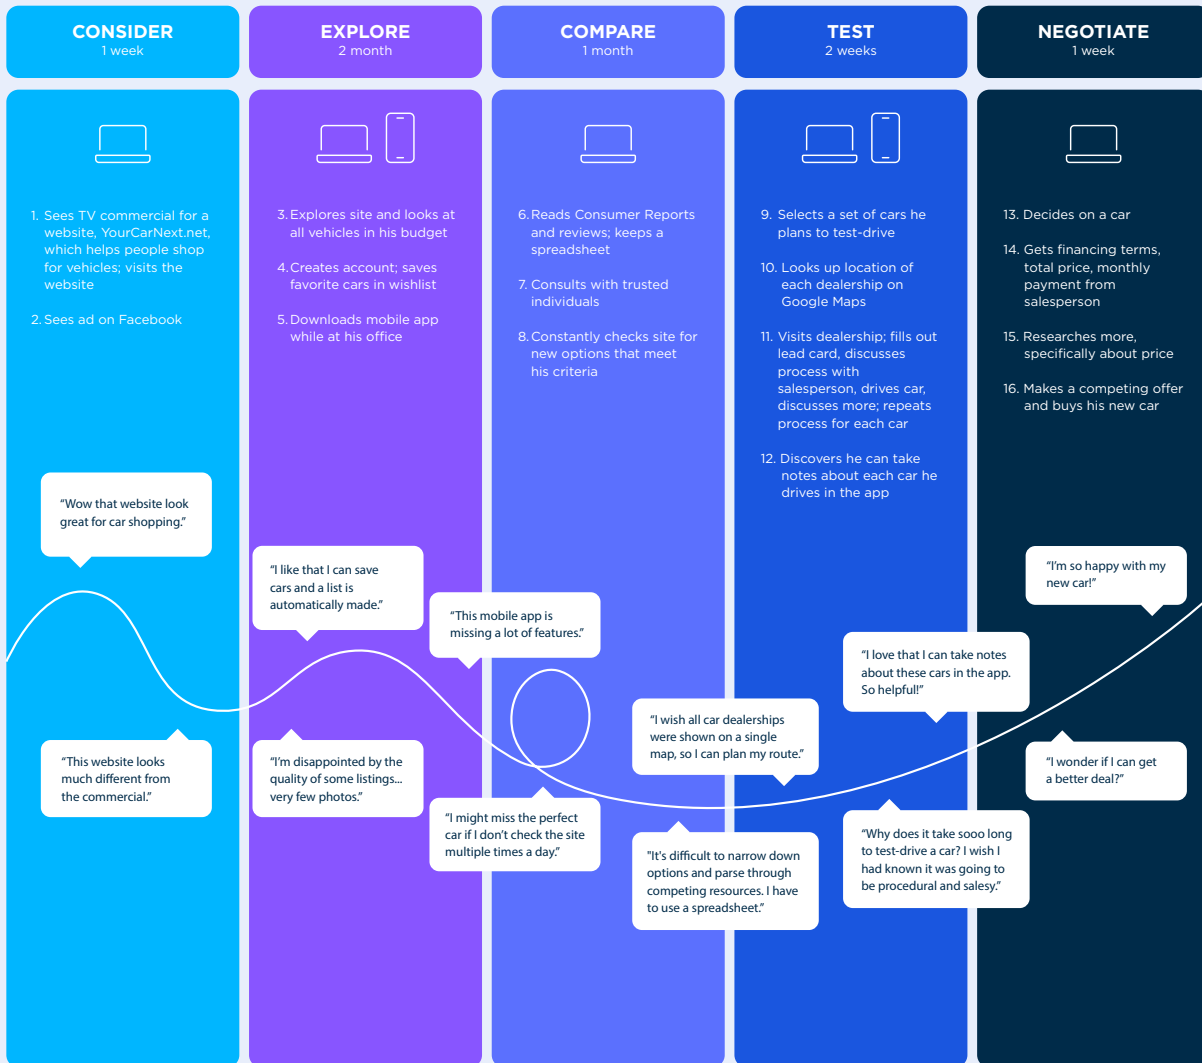 CONSIDER
1 week
EXPLORE
2 month
COMPARE
1 month
TEST
2 weeks
NEGOTIATE
1 week
1. Sees TV commercial for a
website, YourCarNext.net,
which helps people shop
for vehicles; visits the
website
2. Sees ad on Facebook
3. Explores site and looks at
all vehicles in his budget
4. Creates account; saves
favorite cars in wishlist
5. Downloads mobile app
while at his office
6. Reads Consumer Reports
and reviews; keeps a
spreadsheet
7. Consults with trusted
individuals
8. Constantly checks site for
new options that meet
his criteria
9. Selects a set of cars he
plans to test-drive
10. Looks up location of
each dealership on
Google Maps
11. Visits dealership; fills out
lead card, discusses
process with
salesperson, drives car,
discusses more; repeats
process for each car
12. Discovers he can take
notes about each car he
drives in the app
13. Decides on a car
14. Gets financing terms,
total price, monthly
payment from
salesperson
15. Researches more,
specifically about price
16. Makes a competing offer
and buys his new car
“Wow that website look
great for car shopping.”
“This website looks
much different from
the commercial.”
“I like that I can save
cars and a list is
automatically made.”
“I’m disappointed by the
quality of some listings...
very few photos.”
“This mobile app is
missing a lot of features.”
“I might miss the perfect
car if I don’t check the site
multiple times a day.”
“I wish all car dealerships
were shown on a single
map, so I can plan my route.”
"It's difficult to narrow down
options and parse through
competing resources. I have
to use a spreadsheet.”
“I love that I can take notes
about these cars in the app.
So helpful!”
“Why does it take sooo long
to test-drive a car? I wish I
had known it was going to
be procedural and salesy.”
“I’m so happy with my
new car!”
“I wonder if I can get
a better deal?”